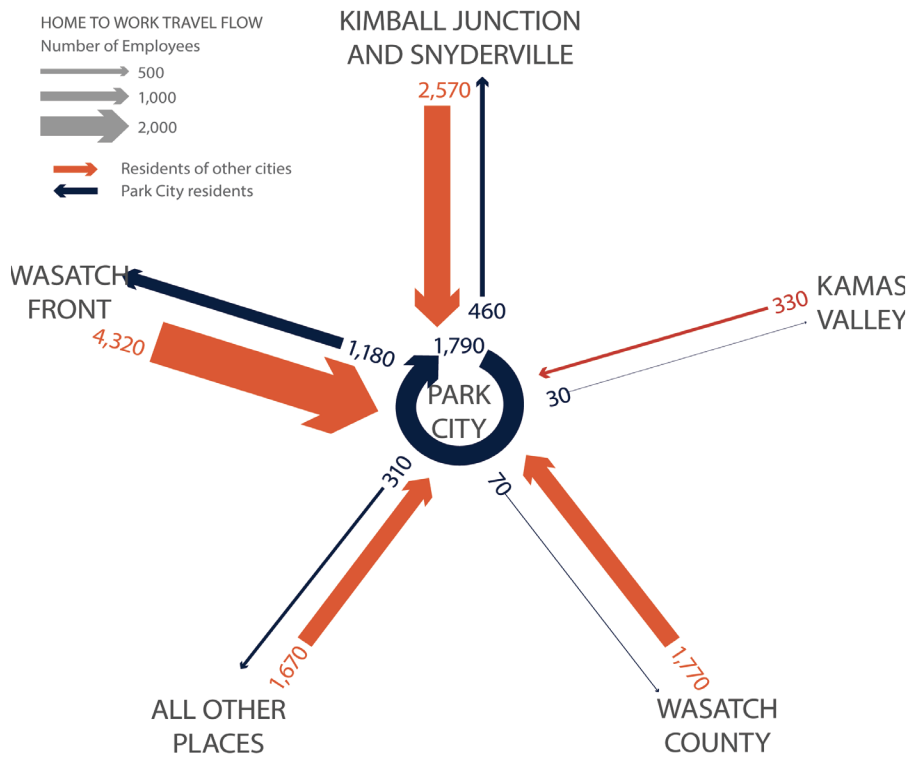 HOME TO WORK TRAVEL FLOW
Number of Employees
500
1,000
2,000
Residents of other cities
Park City residents
KIMBALL JUNCTION
AND SNYDERVILLE
2,570
460
WASATCH
FRONT
4,320
1,180
1,790
PARK
CITY
KAMAS
VALLEY
330
30
310
70
1,670
1,770
ALL OTHER
PLACES
WASATCH
COUNTY